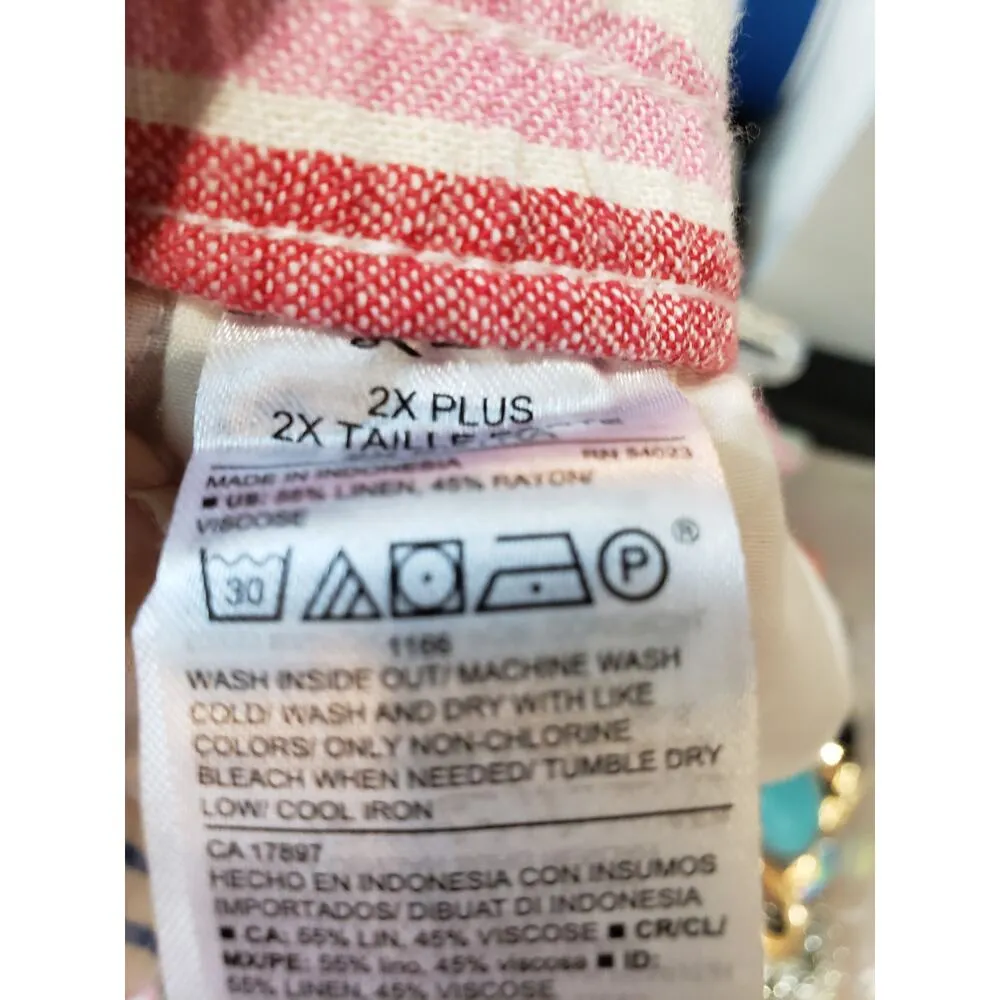 2X PLUS
2X TAILLE
MADE IN INDONESIA RN 54023
■ US: 55% LINEN, 45% RAYON/
VISCOSE
30 P ®
1166
WASH INSIDE OUT/ MACHINE WASH
COLD/ WASH AND DRY WITH LIKE
COLORS/ ONLY NON-CHLORINE
BLEACH WHEN NEEDED/ TUMBLE DRY
LOW/ COOL IRON
CA 17897
HECHO EN INDONESIA CON INSUMOS
IMPORTADOS/ DIBUAT DI INDONESIA
■ CA: 55% LIN, 45% VISCOSE ■ CR/CL/
MX/PE: 55% lino, 45% viscosa ■ ID:
55% LINEN, 45% VISCOSE